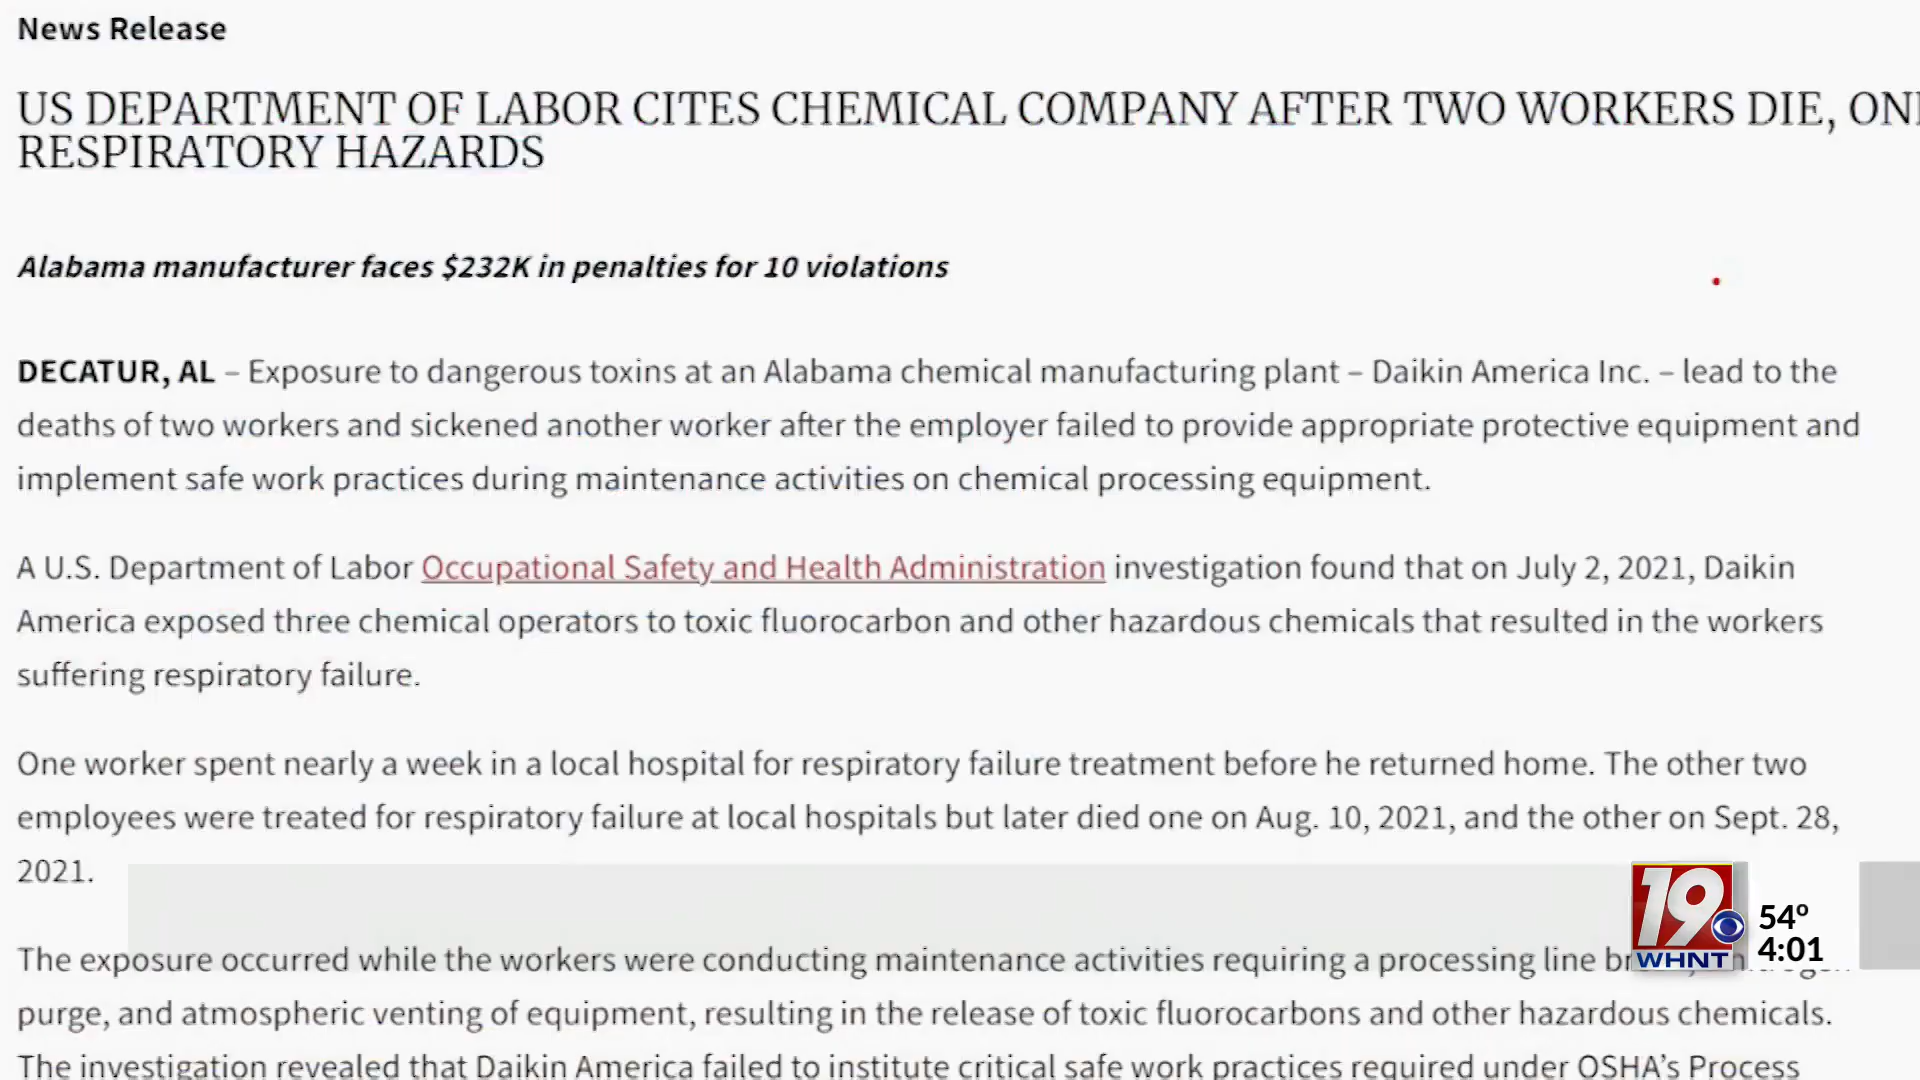 News Release
US DEPARTMENT OF LABOR CITES CHEMICAL COMPANY AFTER TWO WORKERS DIE,
RESPIRATORY HAZARDS
Alabama manufacturer faces $232K in penalties for 10 violations
DECATUR, AL – Exposure to dangerous toxins at an Alabama chemical manufacturing plant – Daikin America Inc. – lead to the
deaths of two workers and sickened another worker after the employer failed to provide appropriate protective equipment and
implement safe work practices during maintenance activities on chemical processing equipment.
A U.S. Department of Labor Occupational Safety and Health Administration investigation found that on July 2, 2021, Daikin
America exposed three chemical operators to toxic fluorocarbon and other hazardous chemicals that resulted in the workers
suffering respiratory failure.
One worker spent nearly a week in a local hospital for respiratory failure treatment before he returned home. The other two
employees were treated for respiratory failure at local hospitals but later died one on Aug. 10, 2021, and the other on Sept. 28,
2021.
The exposure occurred while the workers were conducting maintenance activities requiring a processing line
purge, and atmospheric venting of equipment, resulting in the release of toxic fluorocarbons and other hazardous chemicals.
The investigation revealed that Daikin America failed to institute critical safe work practices required under OSHA's Process
19
WHNT
54°
4:01